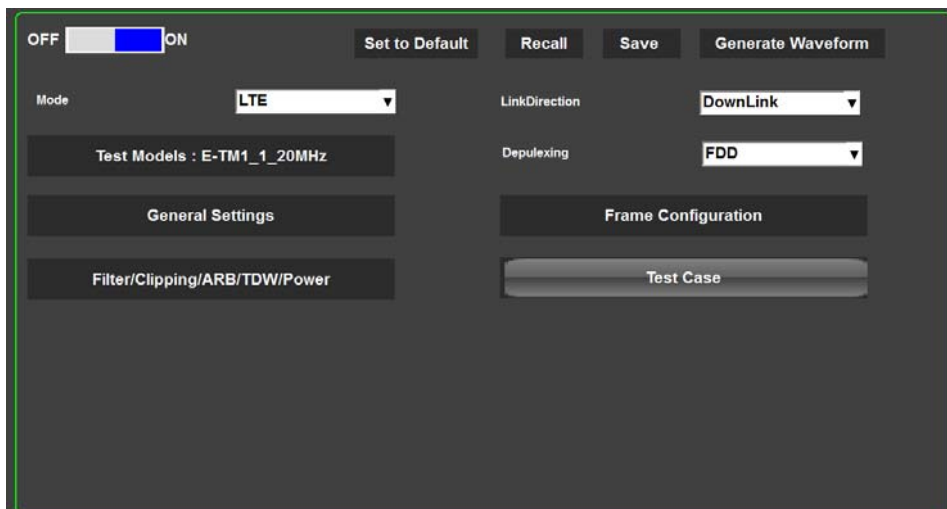 OFF ON Set to Default Recall Save Generate Waveform
Mode LTE LinkDirection DownLink
Test Models : E-TM1_1_20MHz Depulexing FDD
General Settings Frame Configuration
Filter/Clipping/ARB/TDW/Power Test Case